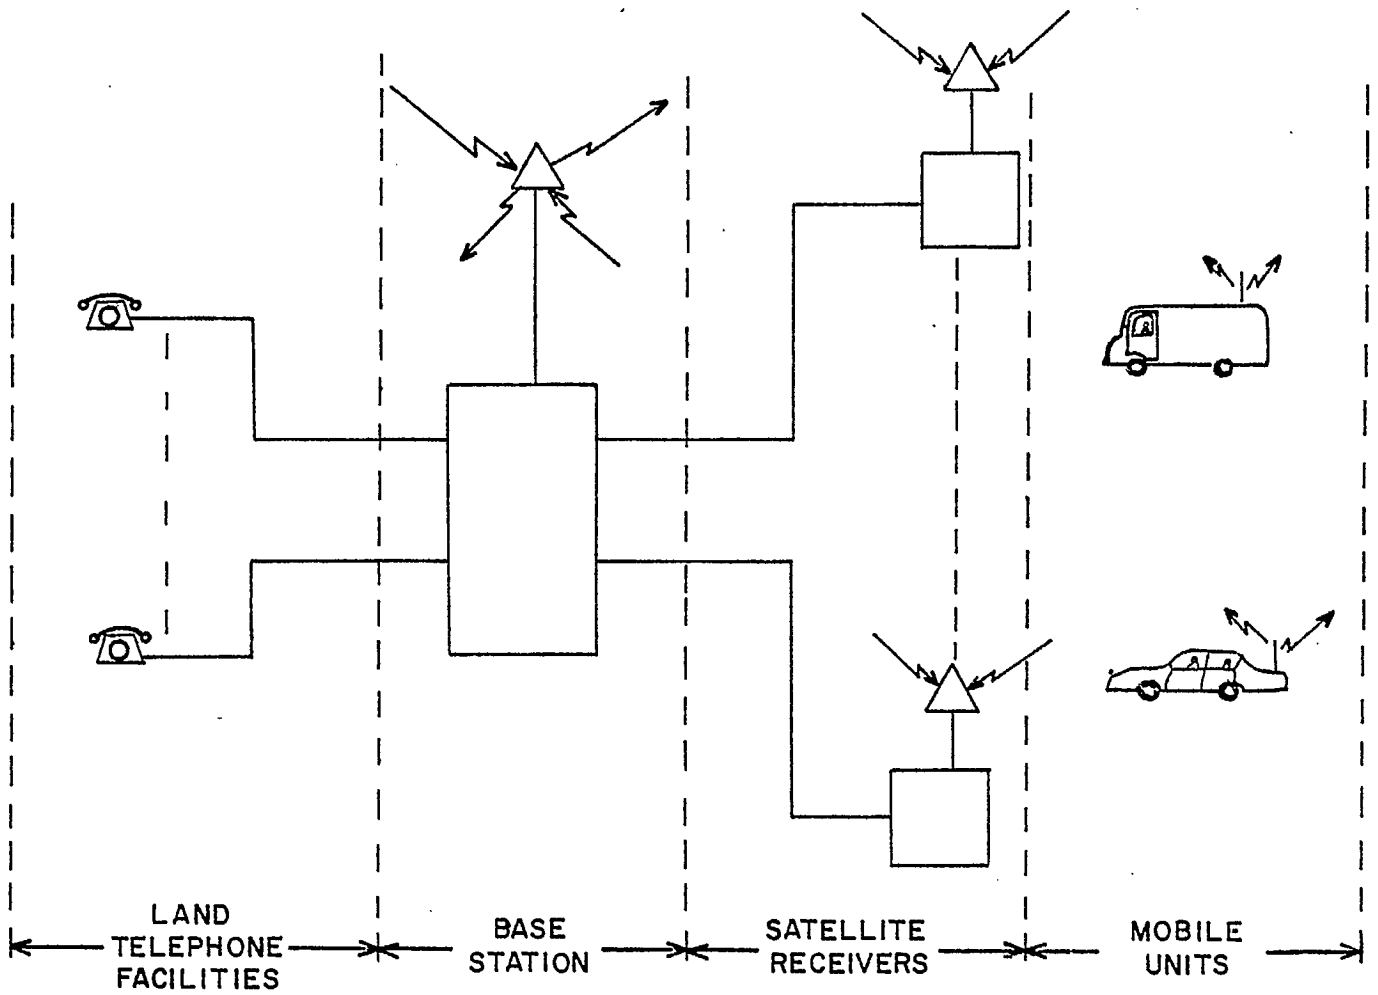 LAND
TELEPHONE
FACILITIES
BASE
STATION
SATELLITE
RECEIVERS
MOBILE
UNITS